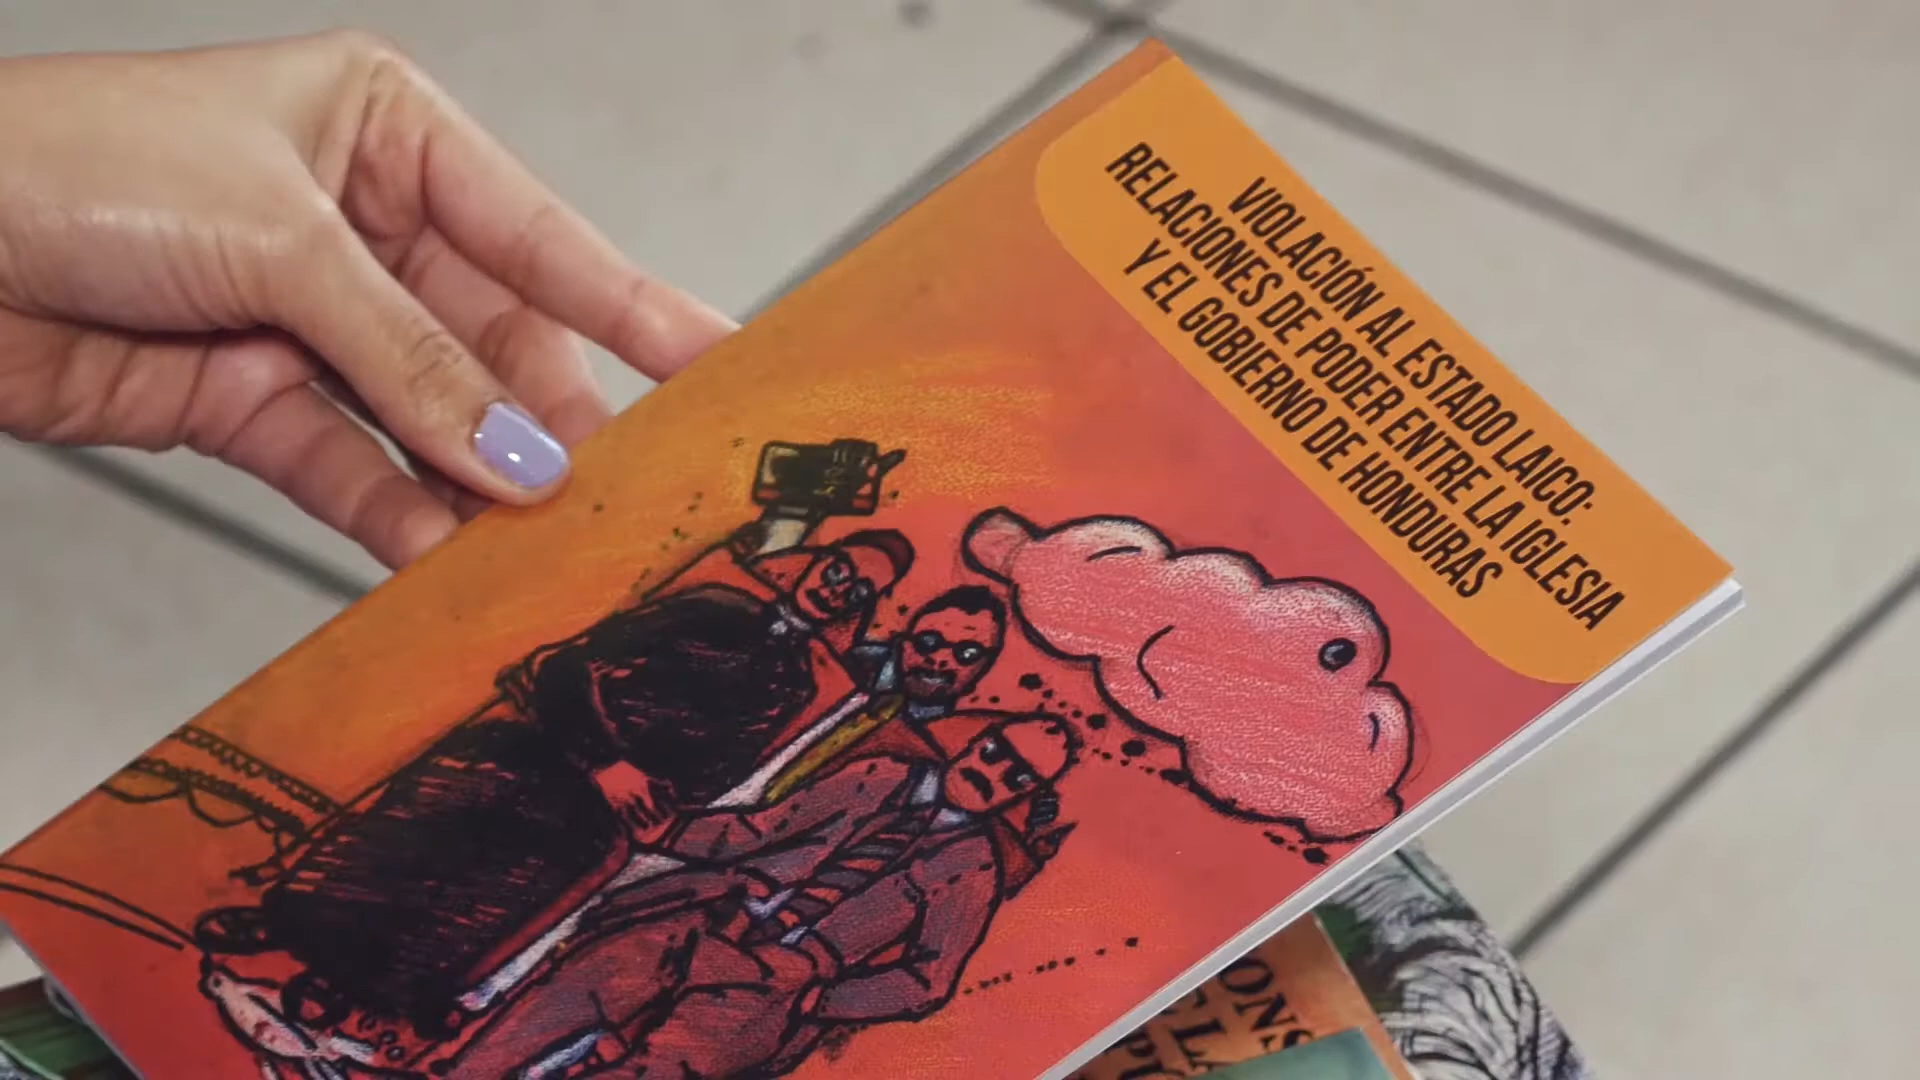 VIOLACIÓN AL ESTADO LAICO:
RELACIONES DE PODER ENTRE LA IGLESIA
Y EL GOBIERNO DE HONDURAS